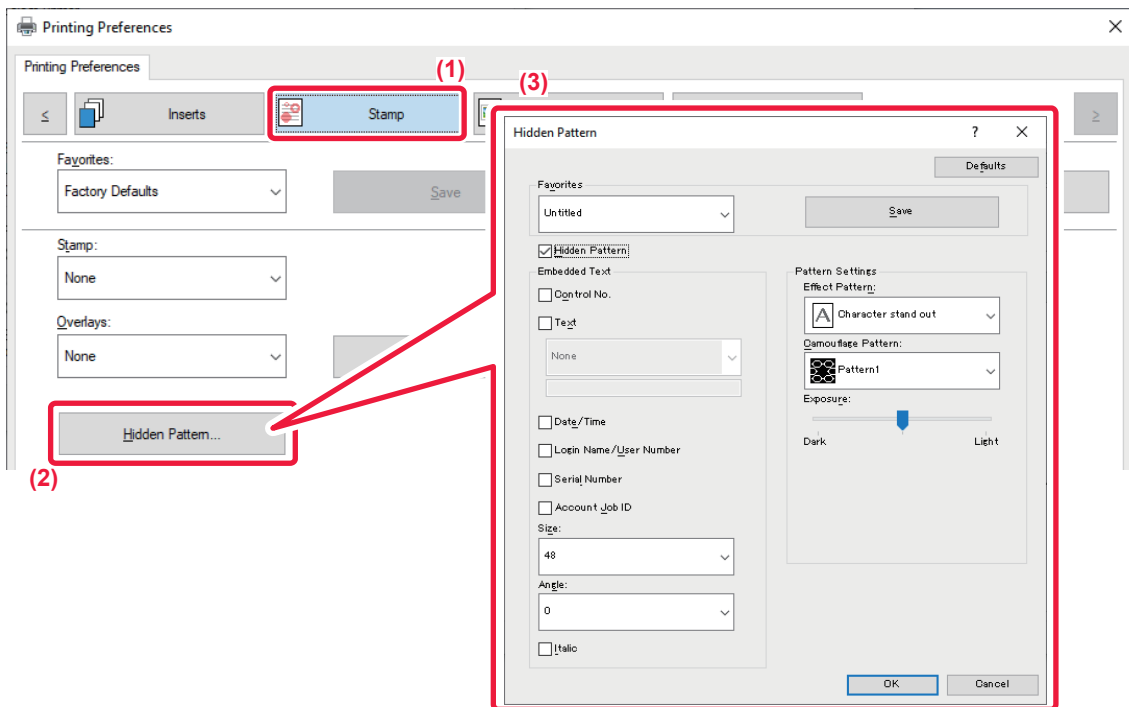 Printing Preferences
Printing Preferences
(1)
(3)
≤
Inserts
Stamp
≥
Favorites:
Factory Defaults
Save
Stamp:
None
Overlays:
None
Hidden Pattern...
(2)
Hidden Pattern
?
Defaults
Favorites
Untitled
Save
Hidden Pattern
Embedded Text
Control No.
Text
None
Date/Time
Login Name/User Number
Serial Number
Account Job ID
Size:
48
Angle:
0
Italic
Pattern Settings
Effect Pattern:
A Character stand out
Camouflage Pattern:
Pattern1
Exposure:
Dark Light
OK Cancel